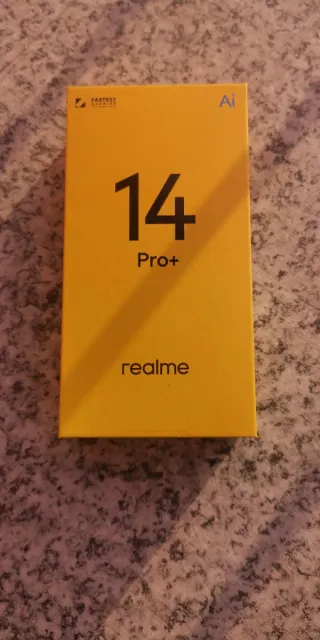 FASTEST
Ai
14
Pro+
realme